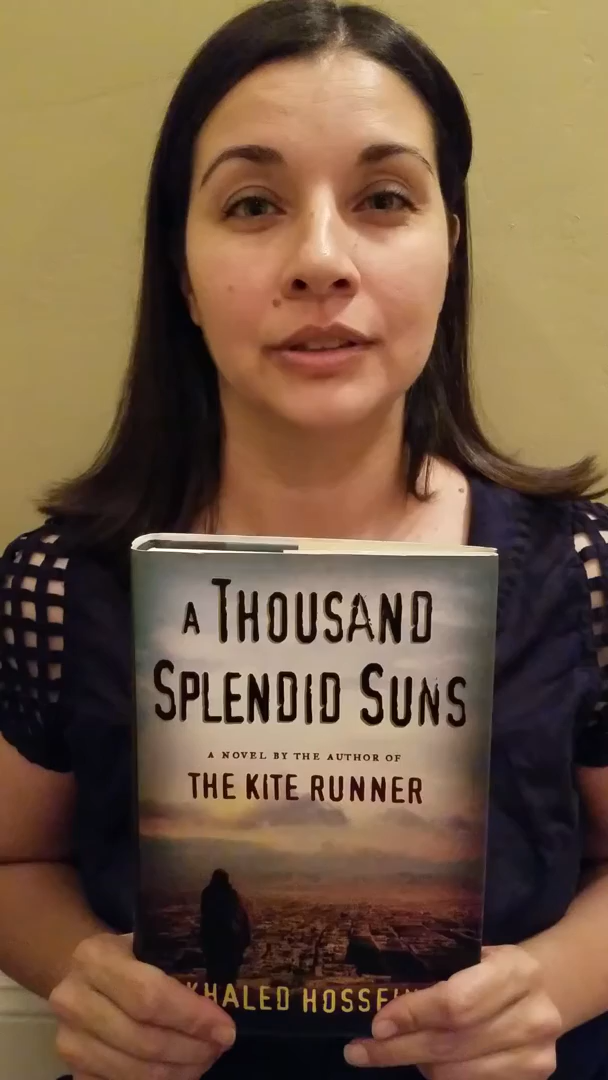 A THOUSAND
SPLENDID SUNS
A NOVEL BY THE AUTHOR OF
THE KITE RUNNER
KHALED